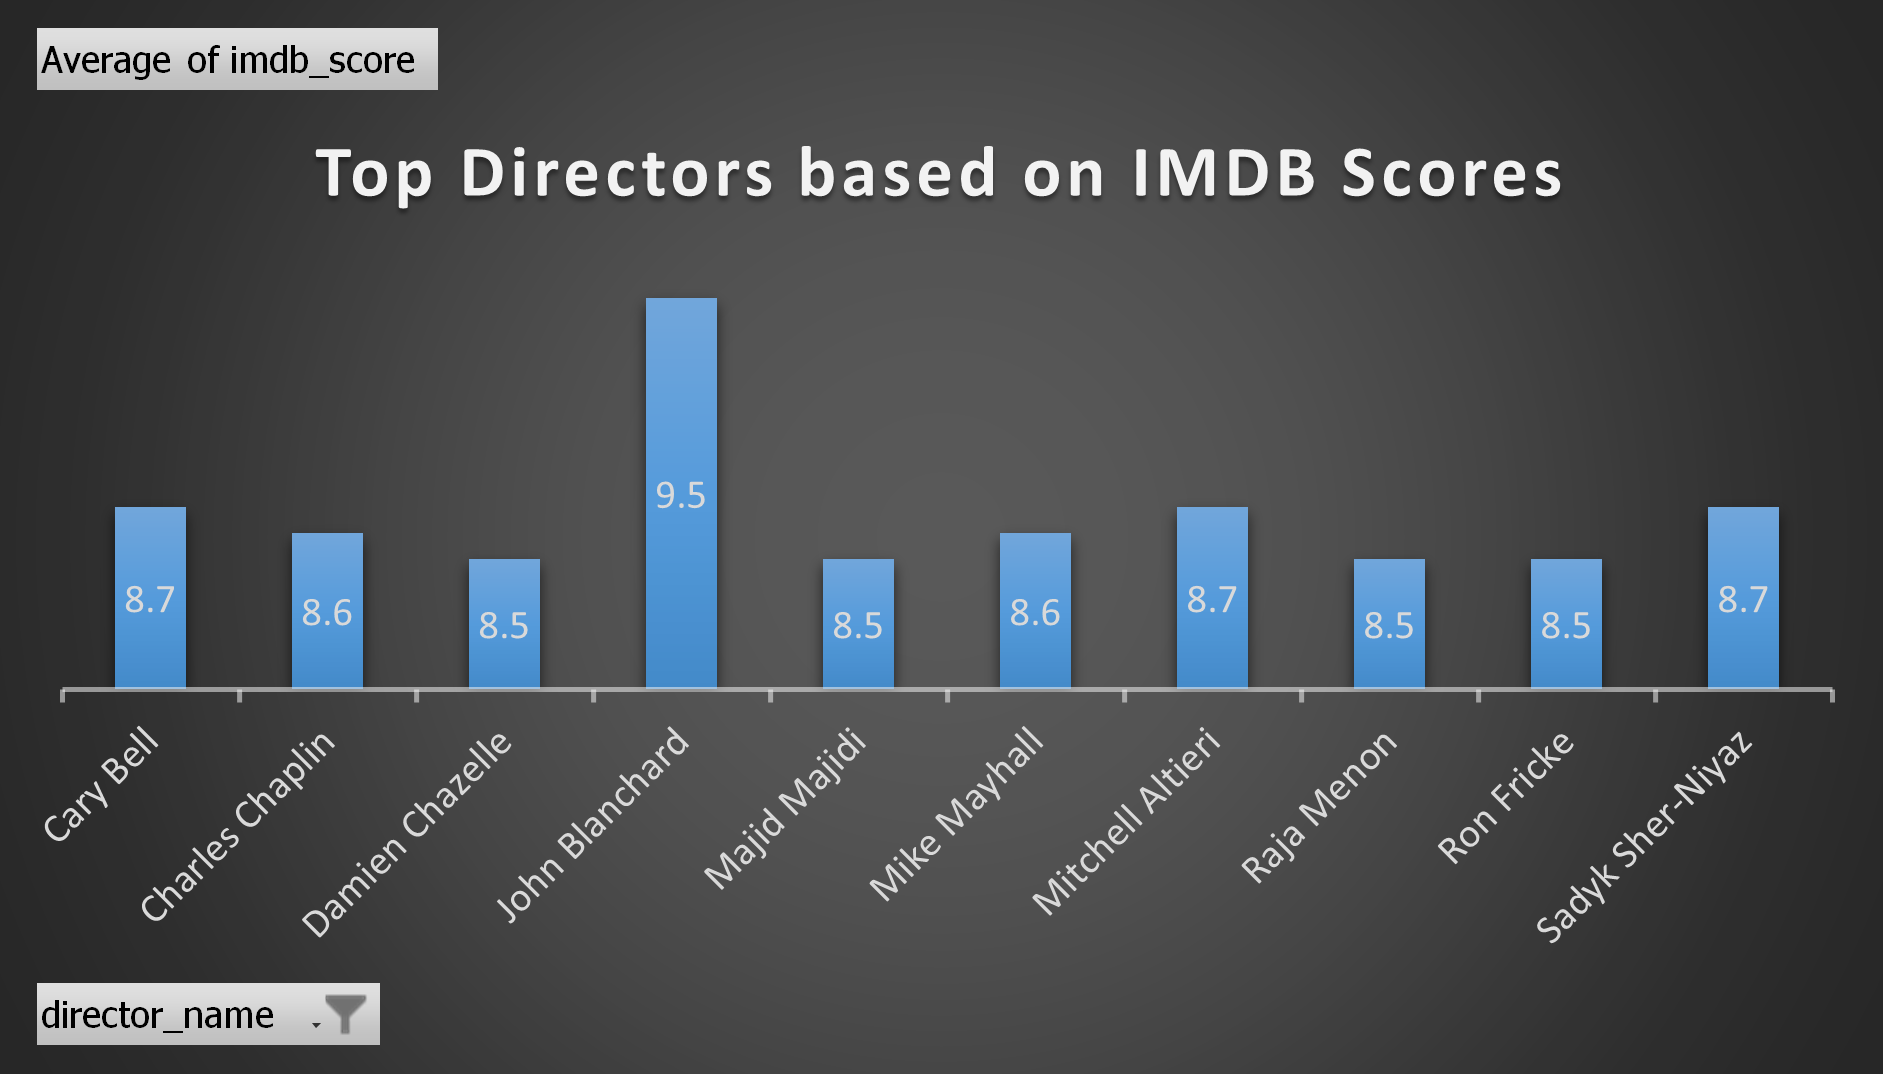 Average of imdb_score
Top Directors based on IMDB Scores
9.5
8.7
8.6
8.5
8.5
8.6
8.7
8.5
8.5
8.7
Cary Bell
Charles Chaplin
Damien Chazelle
John Blanchard
Majid Majidi
Mike Mayhall
Mitchell Altieri
Raja Menon
Ron Fricke
Sadyk Sher-Niyaz
director_name